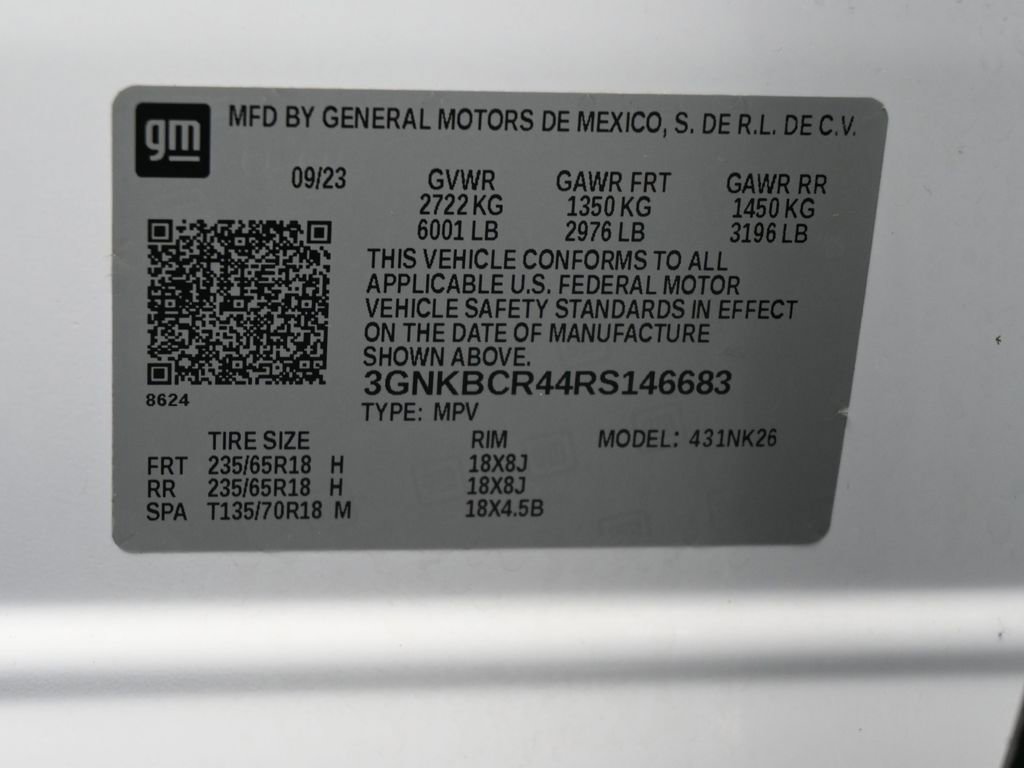 gm
MFD BY GENERAL MOTORS DE MEXICO, S. DE R.L. DE C.V.
09/23 GVWR GAWR FRT GAWR RR
2722 KG 1350 KG 1450 KG
6001 LB 2976 LB 3196 LB
THIS VEHICLE CONFORMS TO ALL
APPLICABLE U.S. FEDERAL MOTOR
VEHICLE SAFETY STANDARDS IN EFFECT
ON THE DATE OF MANUFACTURE
SHOWN ABOVE.
3GNKBCR44RS146683
8624
TYPE: MPV
TIRE SIZE RIM MODEL: 431NK26
FRT 235/65R18 H 18X8J
RR 235/65R18 H 18X8J
SPA T135/70R18 M 18X4.5B